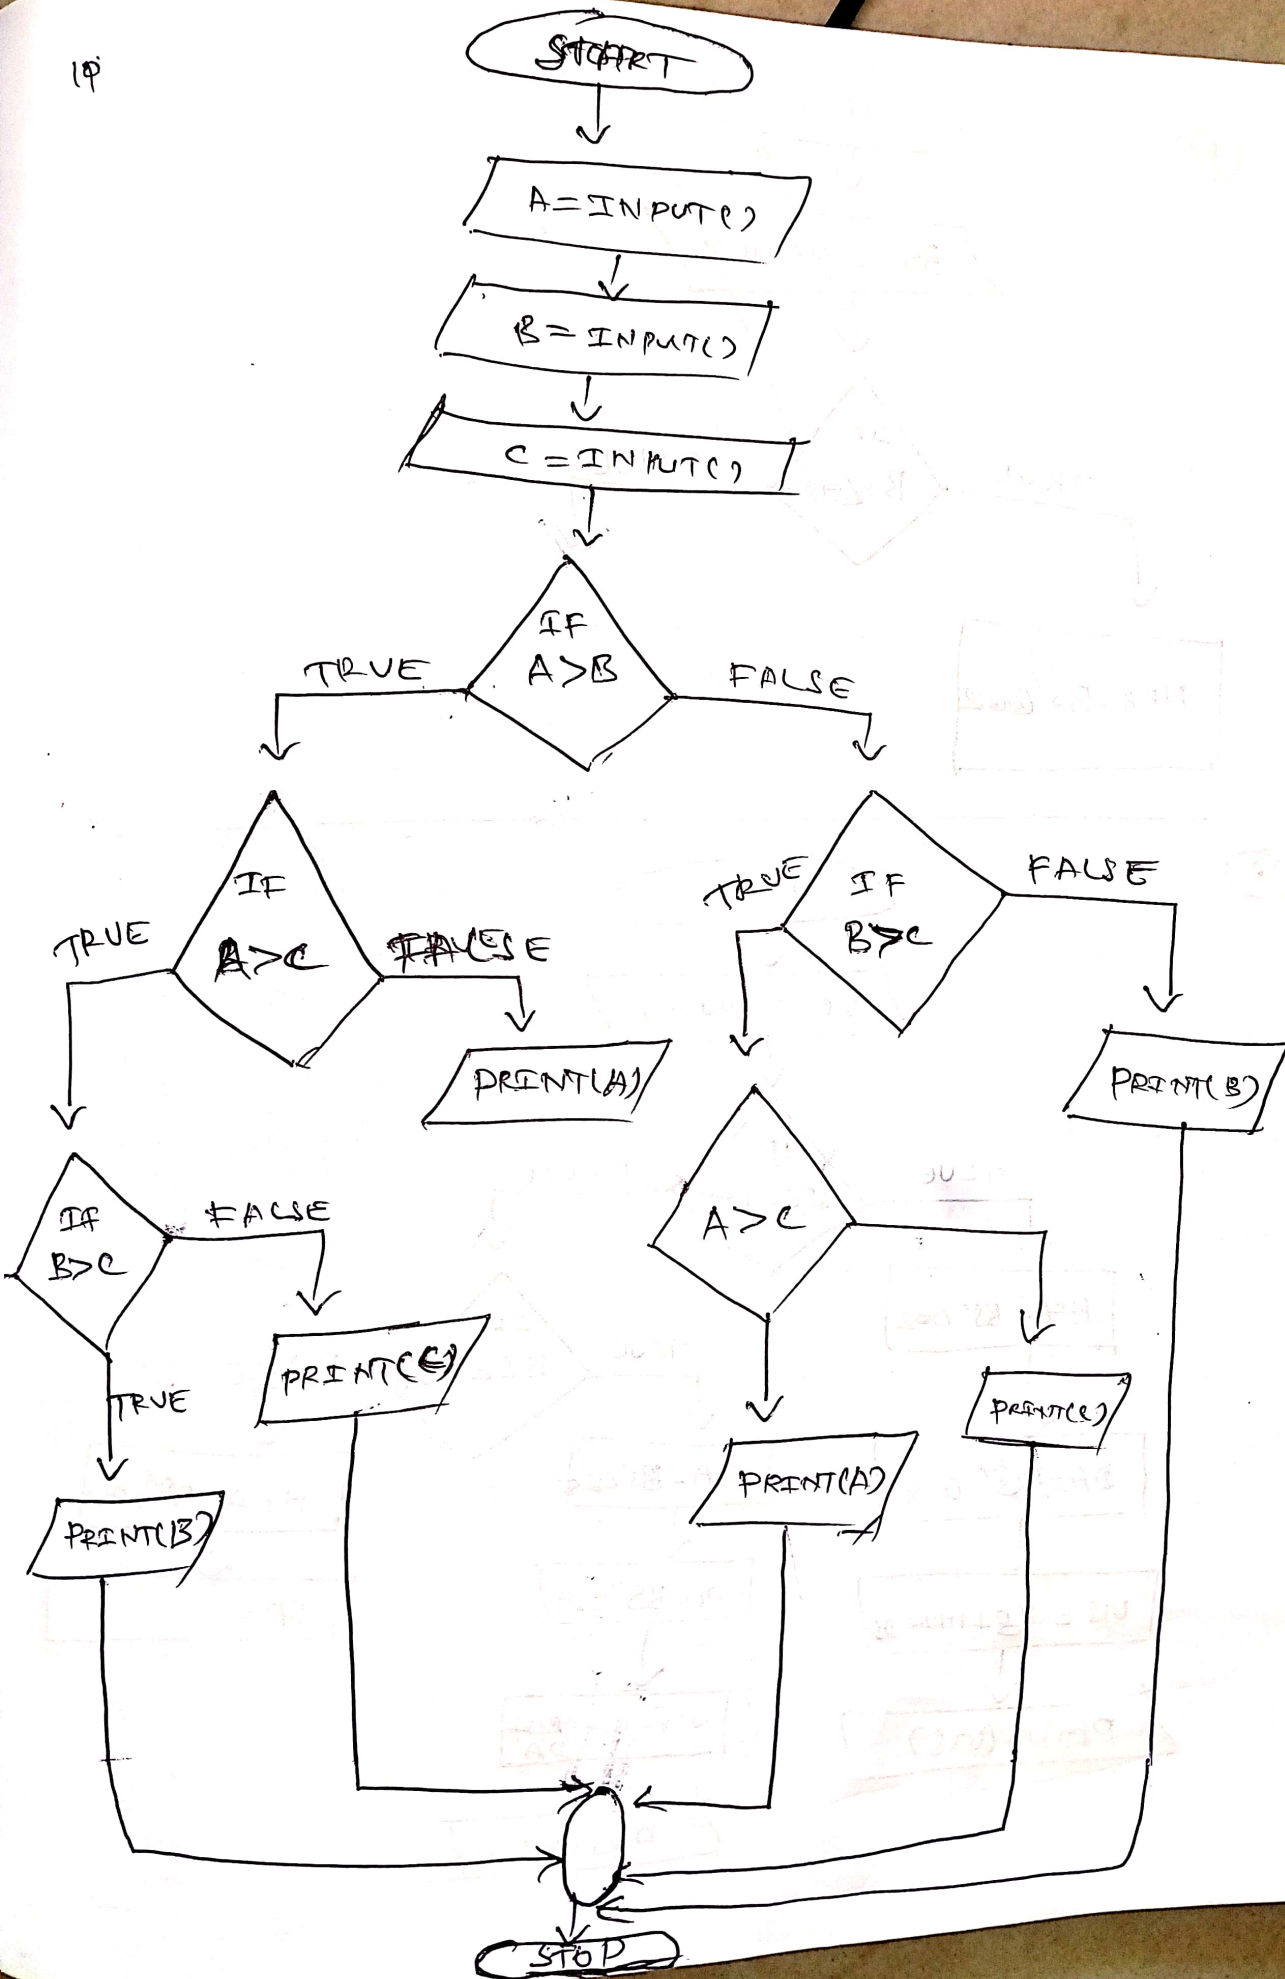 19
START
A=INPUT()
B=INPUT()
C=INPUT()
IF
A>B
TRUE
FALSE
IF
A>C
TRUE
FALSE
IF
B>C
TRUE
FALSE
PRINT(A)
PRINT(B)
IF
B>C
FALSE
TRUE
A>C
PRINT(C)
PRINT(C)
PRINT(A)
PRINT(B)
STOP